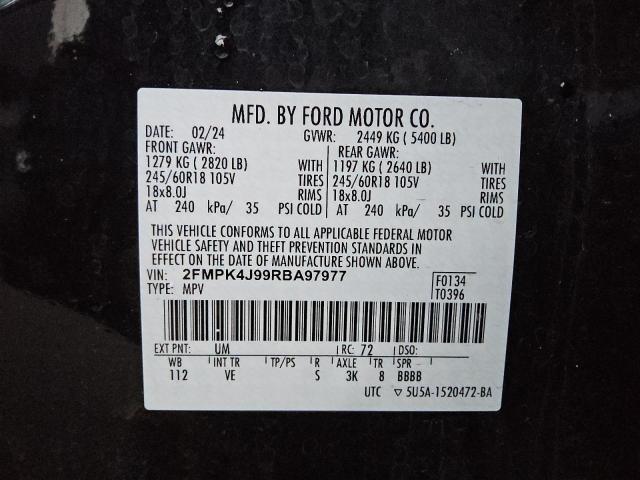 MFD. BY FORD MOTOR CO.
DATE: 02/24 GVWR: 2449 KG ( 5400 LB)
FRONT GAWR: REAR GAWR:
1279 KG ( 2820 LB) WITH 1197 KG ( 2640 LB) WITH
245/60R18 105V TIRES 245/60R18 105V TIRES
18x8.0J RIMS 18x8.0J RIMS
AT 240 kPa/ 35 PSI COLD AT 240 kPa/ 35 PSI COLD
THIS VEHICLE CONFORMS TO ALL APPLICABLE FEDERAL MOTOR
VEHICLE SAFETY AND THEFT PREVENTION STANDARDS IN
EFFECT ON THE DATE OF MANUFACTURE SHOWN ABOVE.
VIN: 2FMPK4J99RBA97977 F0134
TYPE: MPV T0396
EXT PNT: UM RC: 72 DSO:
WB INT TR TP/PS R AXLE TR SPR
112 VE S 3K 8 BBBB
UTC ▽ 5U5A-1520472-BA